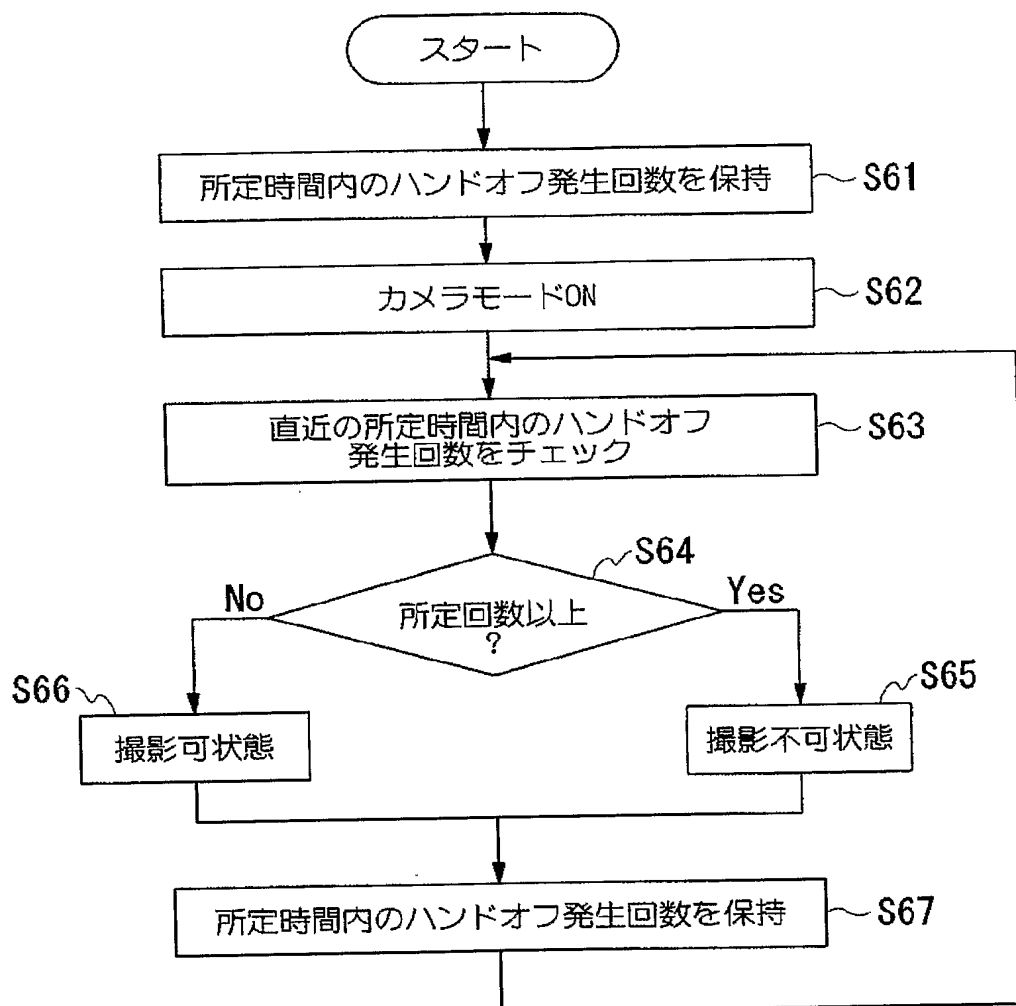 スタート
所定時間内のハンドオフ発生回数を保持
S61
カメラモードON
S62
直近の所定時間内のハンドオフ
発生回数をチェック
S63
S64
No
所定回数以上
?
Yes
S66
撮影可状態
S65
撮影不可状態
所定時間内のハンドオフ発生回数を保持
S67